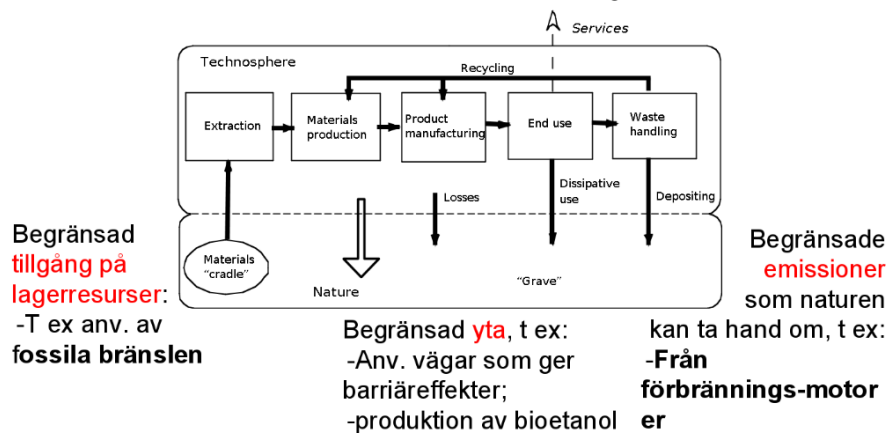 Services
Technosphere
Recycling
Extraction
Materials
production
Product
manufacturing
End use
Waste
handling
Losses
Dissipative
use
Depositing
Materials
"cradle"
Nature
"Grave"
Begränsad
tillgång på
lagerresurser:
-T ex anv. av
fossila bränslen
Begränsad yta, t ex:
-Anv. vägar som ger
barriäreffekter;
-produktion av bioetanol
Begränsade
emissioner
som naturen
kan ta hand om, t ex:
-Från
förbrännings-motor
er